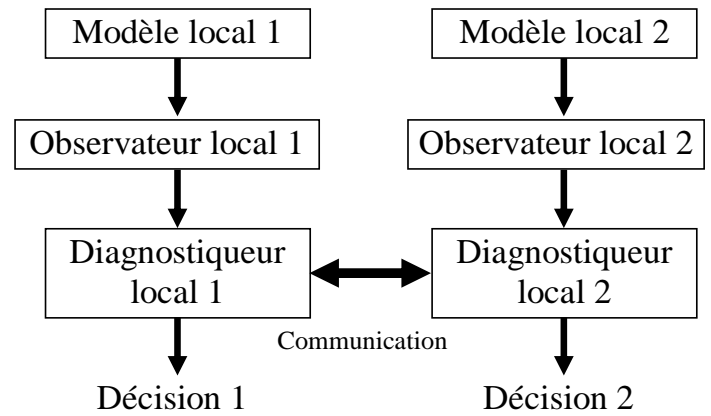 Modèle local 1
Modèle local 2
Observateur local 1
Observateur local 2
Diagnostiqueur
local 1
Diagnostiqueur
local 2
Communication
Décision 1
Décision 2